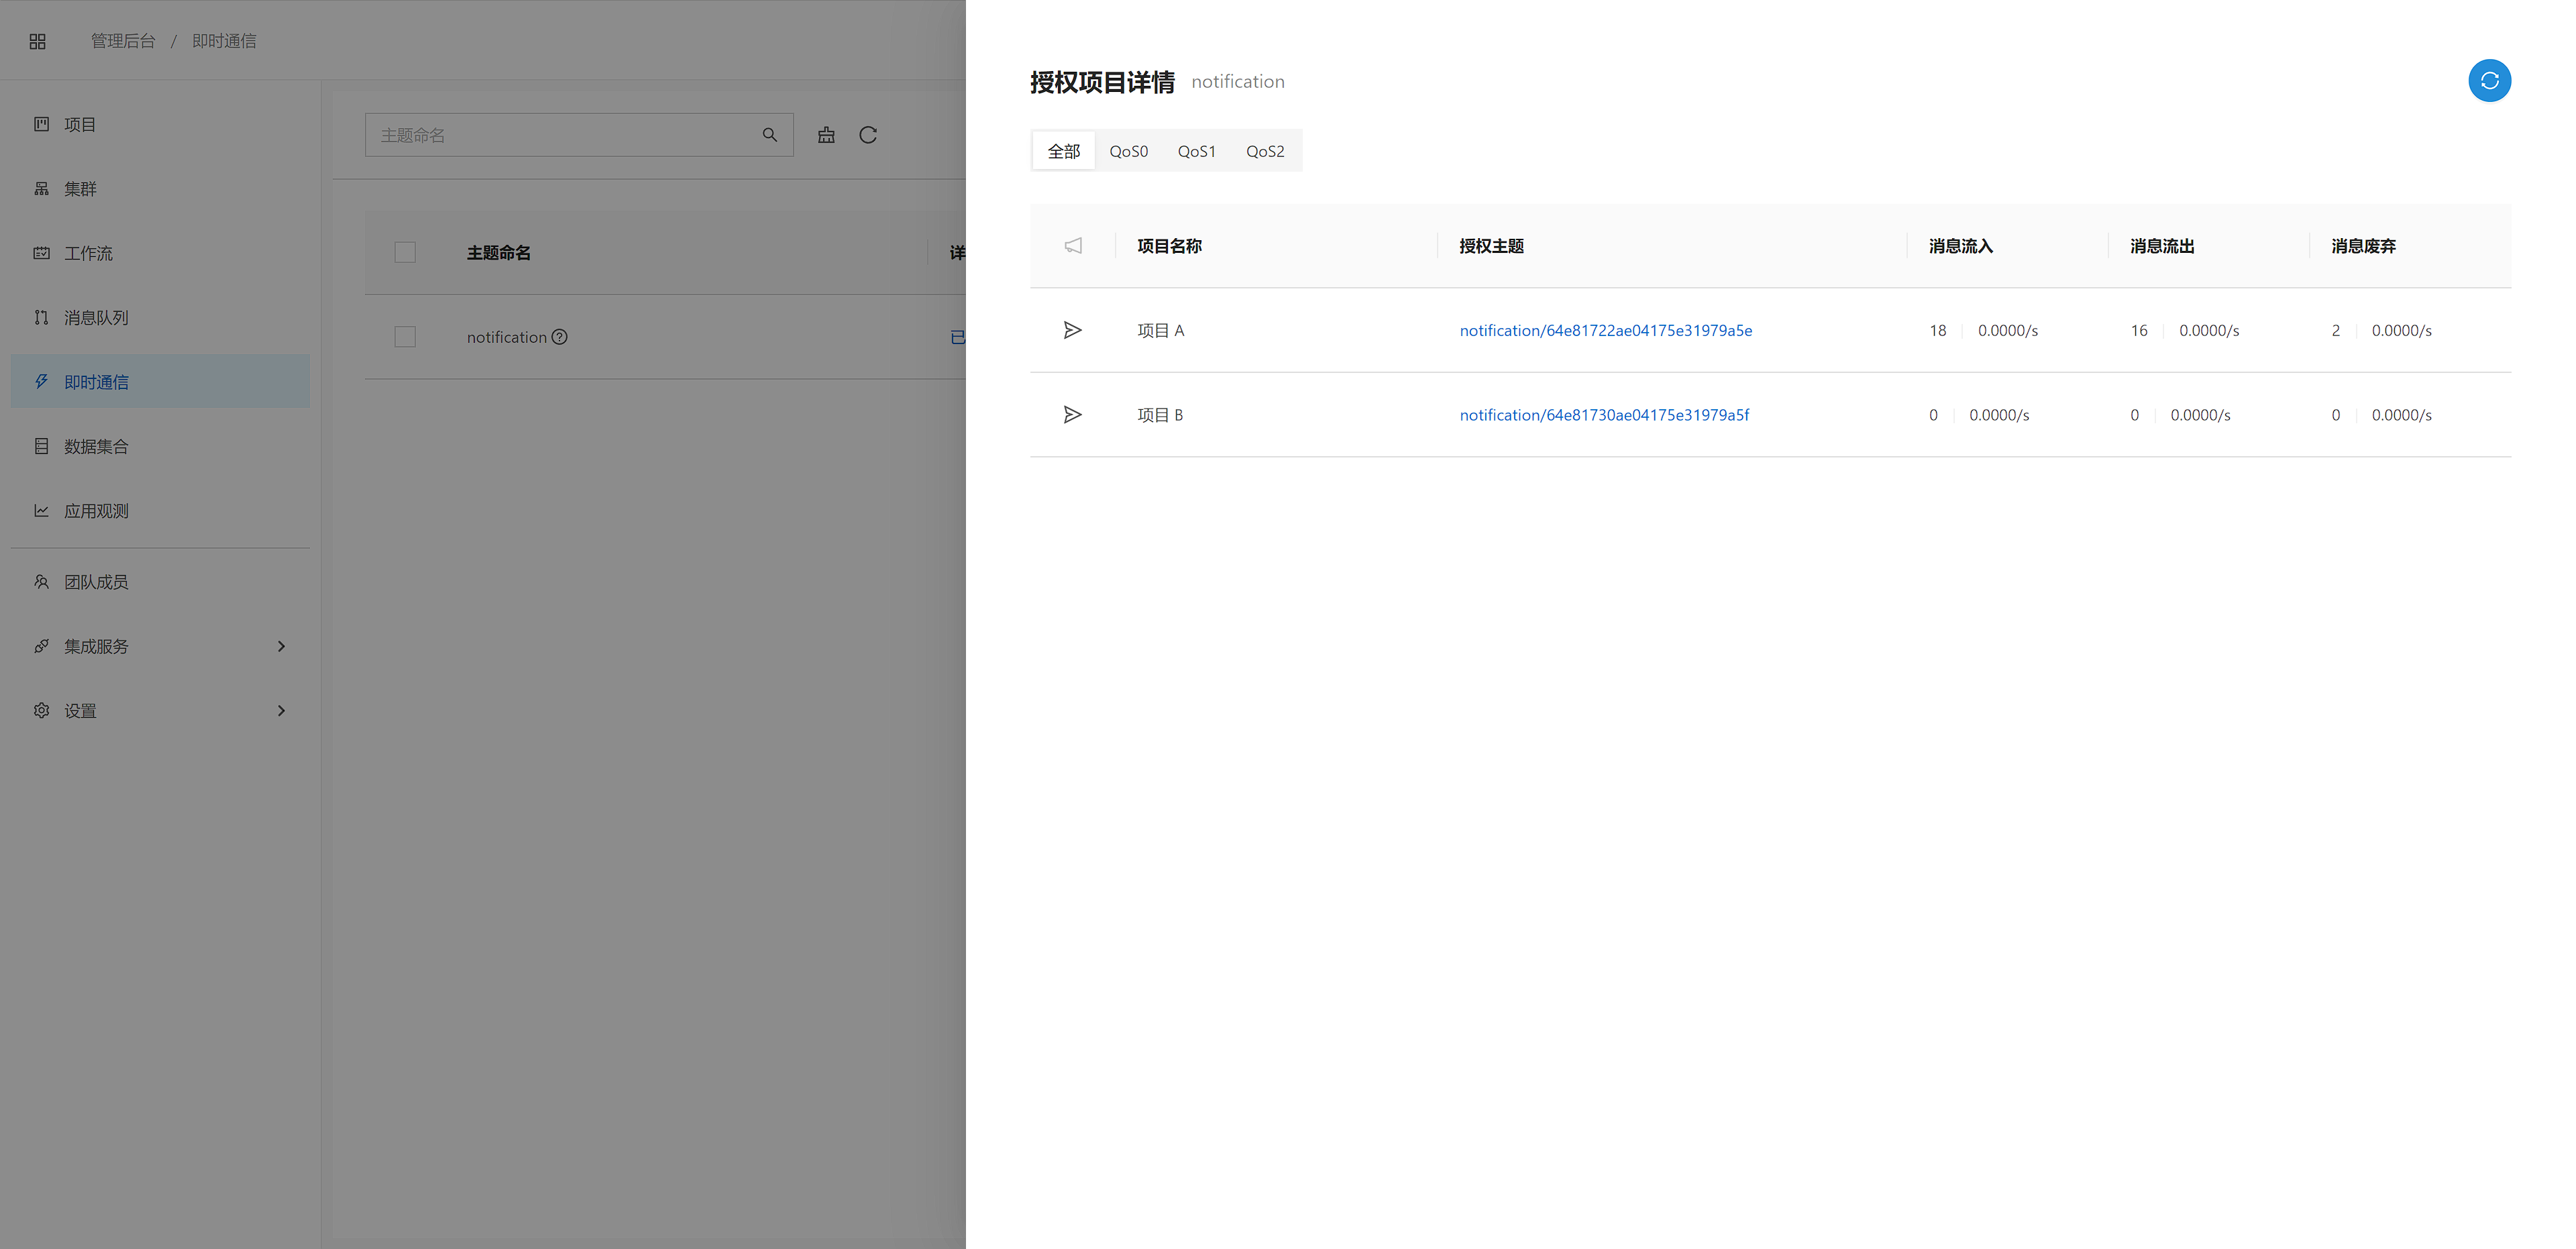 管理后台 / 即时通信
项目
集群
工作流
消息队列
即时通信
数据集合
应用观测
团队成员
集成服务
设置
主题命名
主题命名 详
notification 已
授权项目详情 notification
全部 QoS0 QoS1 QoS2
项目名称 授权主题 消息流入 消息流出 消息废弃
项目 A notification/64e81722ae04175e31979a5e 18 0.0000/s 16 0.0000/s 2 0.0000/s
项目 B notification/64e81730ae04175e31979a5f 0 0.0000/s 0 0.0000/s 0 0.0000/s